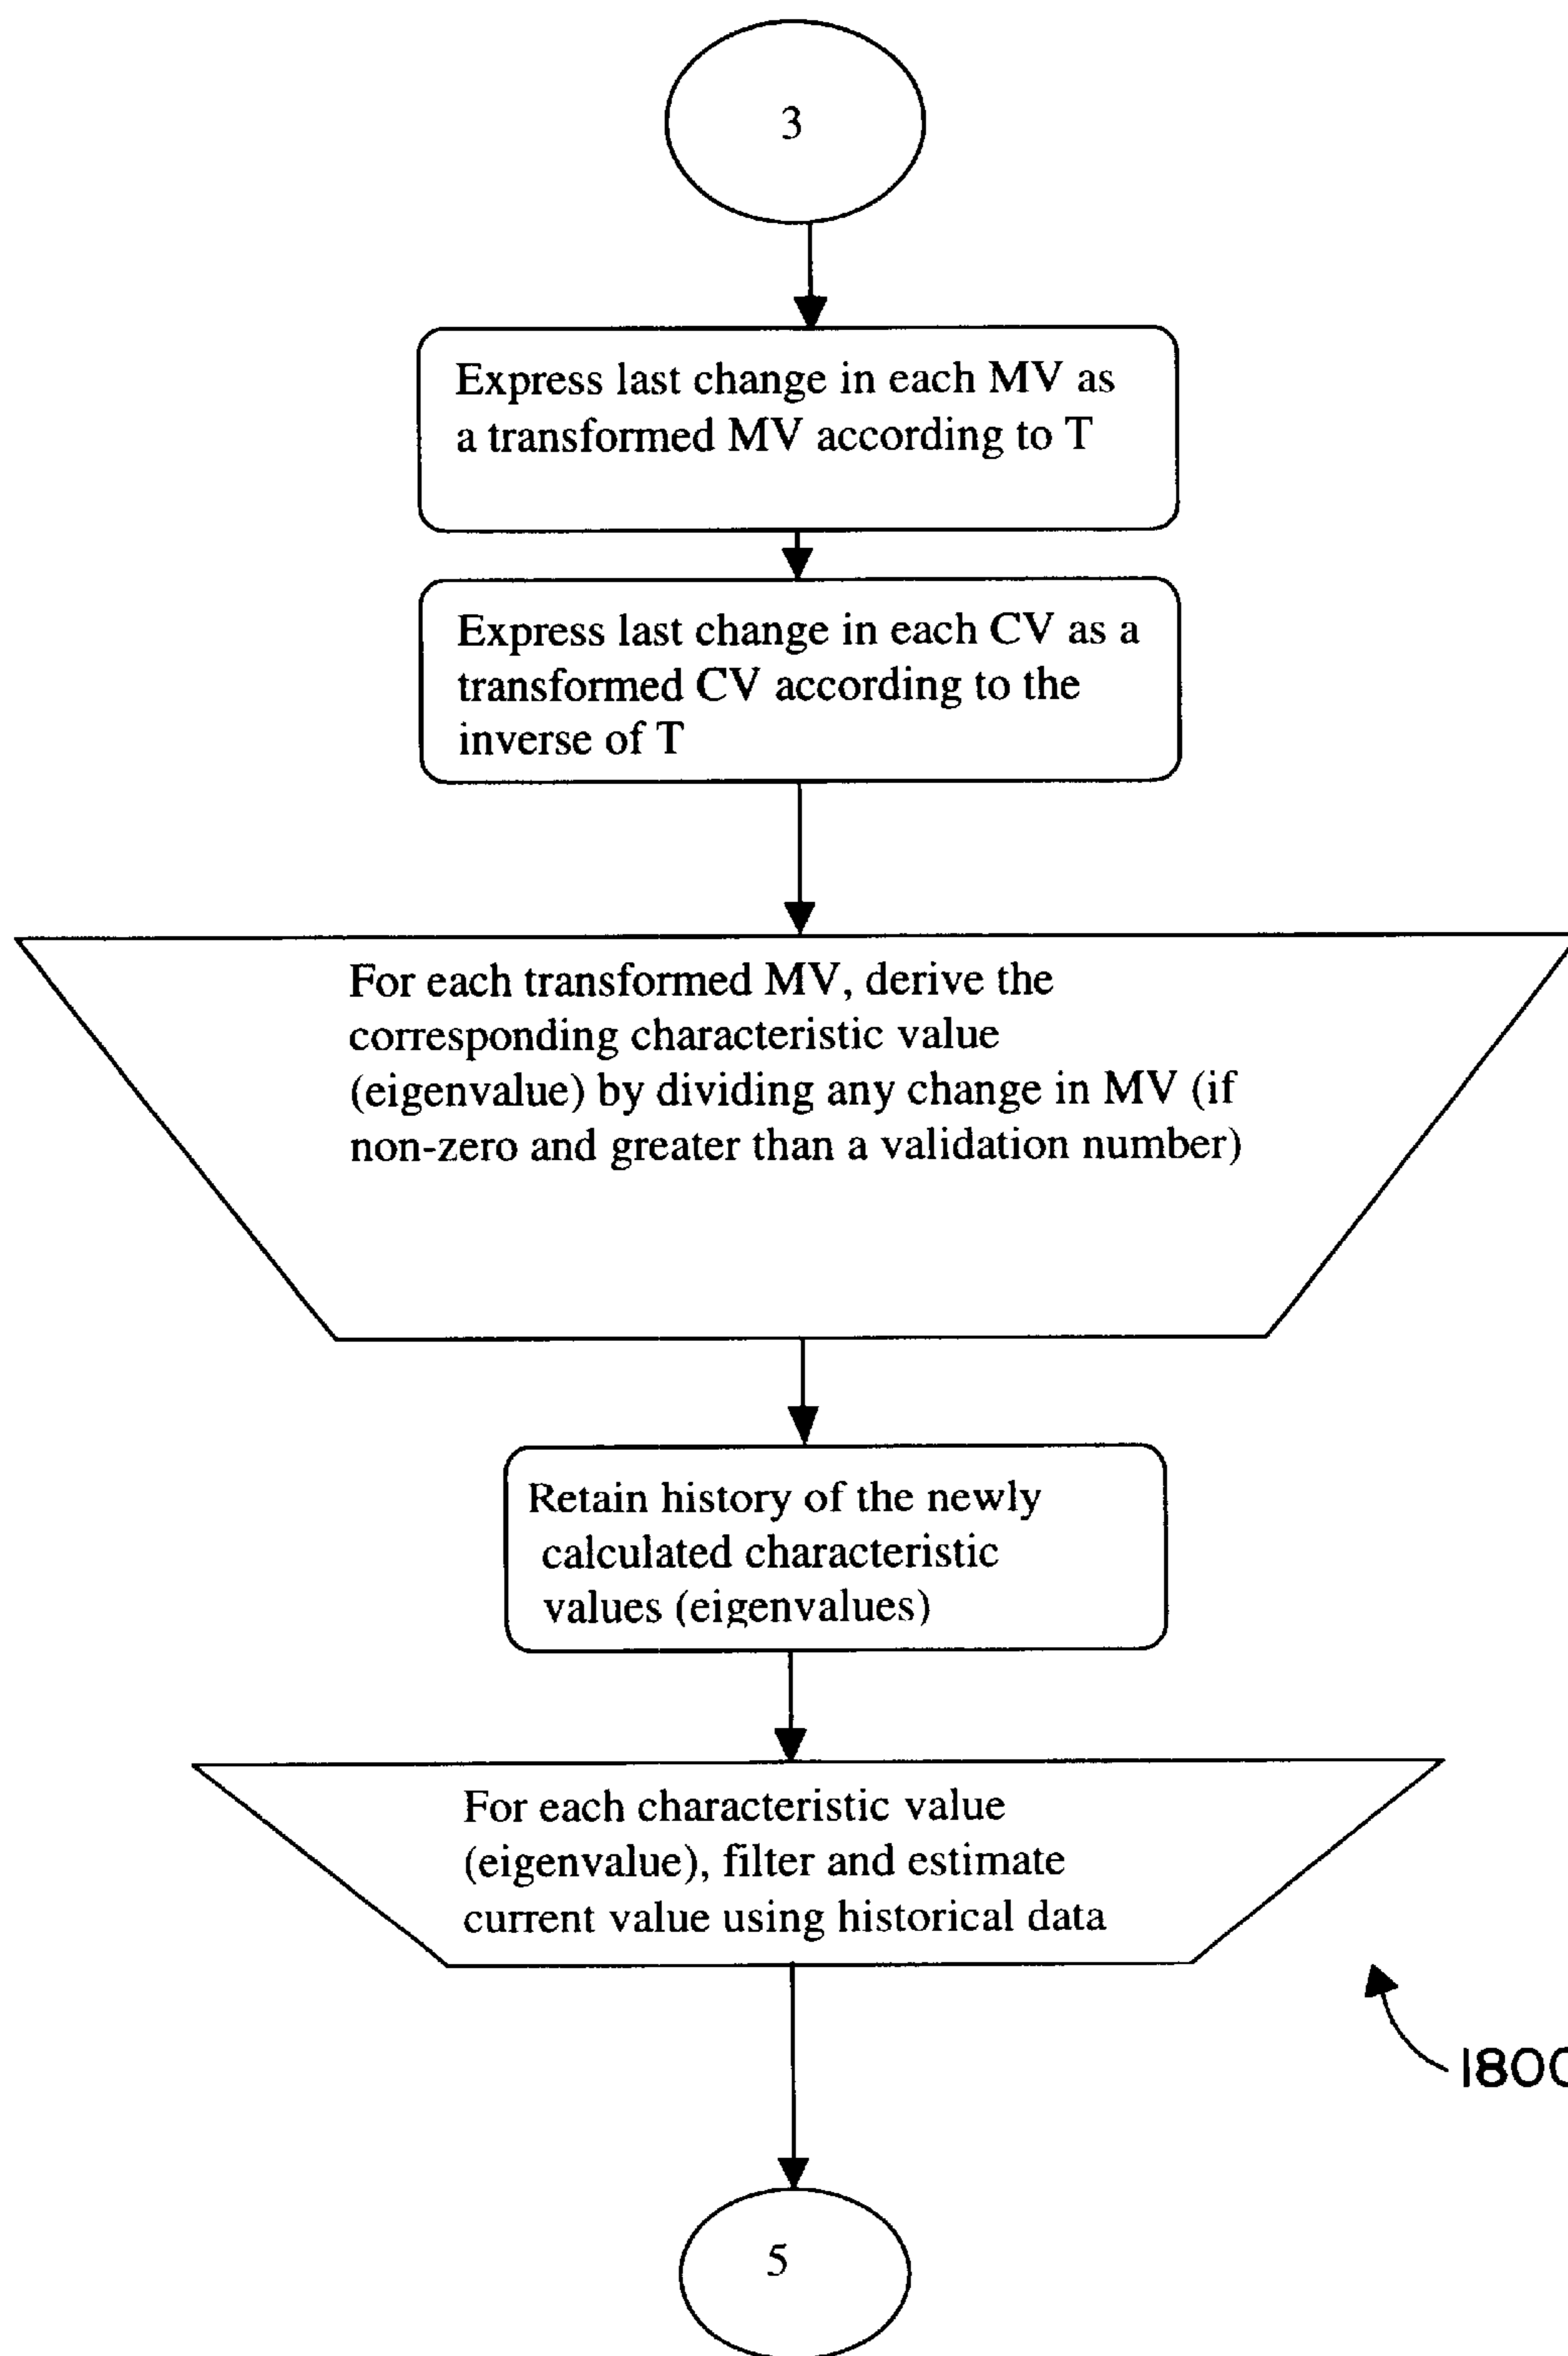 3
Express last change in each MV as
a transformed MV according to T
Express last change in each CV as a
transformed CV according to the
inverse of T
For each transformed MV, derive the
corresponding characteristic value
(eigenvalue) by dividing any change in MV (if
non-zero and greater than a validation number)
Retain history of the newly
calculated characteristic
values (eigenvalues)
For each characteristic value
(eigenvalue), filter and estimate
current value using historical data
1800
5